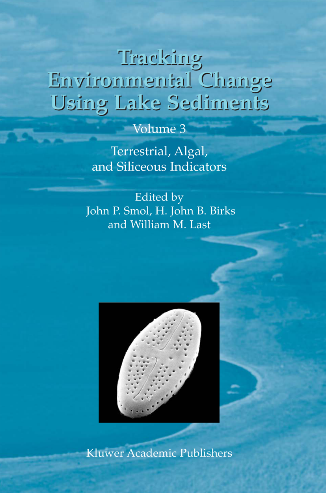 Tracking
Environmental Change
Using Lake Sediments
Volume 3
Terrestrial, Algal,
and Siliceous Indicators
Edited by
John P. Smol, H. John B. Birks
and William M. Last
Kluwer Academic Publishers